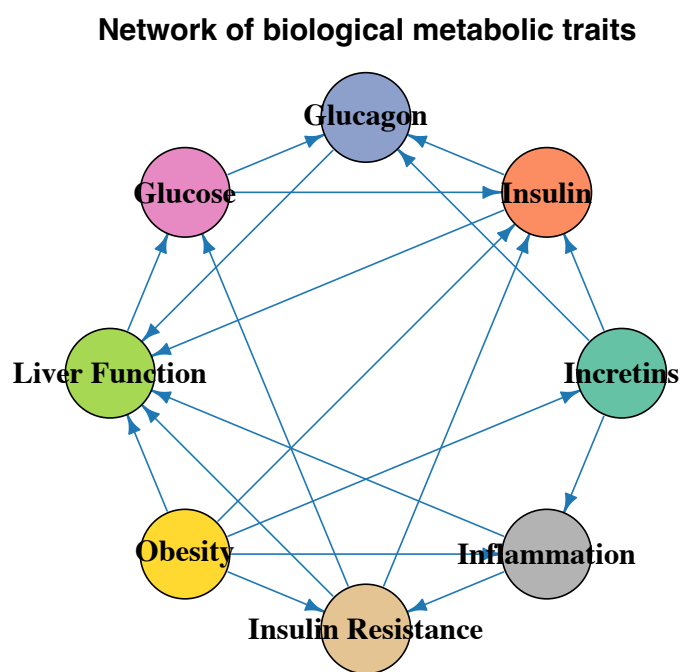 Network of biological metabolic traits
Glucagon
Glucose
Insulin
Liver Function
Incretins
Obesity
Inflammation
Insulin Resistance